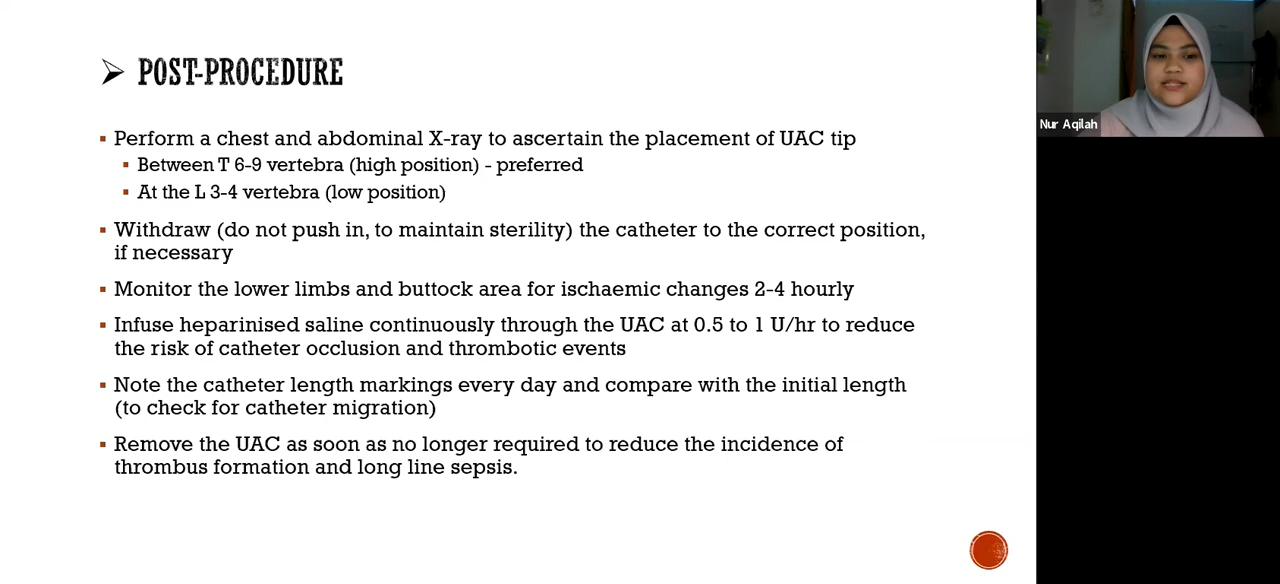 POST-PROCEDURE
Perform a chest and abdominal X-ray to ascertain the placement of UAC tip
Between T 6-9 vertebra (high position) - preferred
At the L 3-4 vertebra (low position)
Withdraw (do not push in, to maintain sterility) the catheter to the correct position,
if necessary
Monitor the lower limbs and buttock area for ischaemic changes 2-4 hourly
Infuse heparinised saline continuously through the UAC at 0.5 to 1 U/hr to reduce
the risk of catheter occlusion and thrombotic events
Note the catheter length markings every day and compare with the initial length
(to check for catheter migration)
Remove the UAC as soon as no longer required to reduce the incidence of
thrombus formation and long line sepsis.
Nur Aqilah